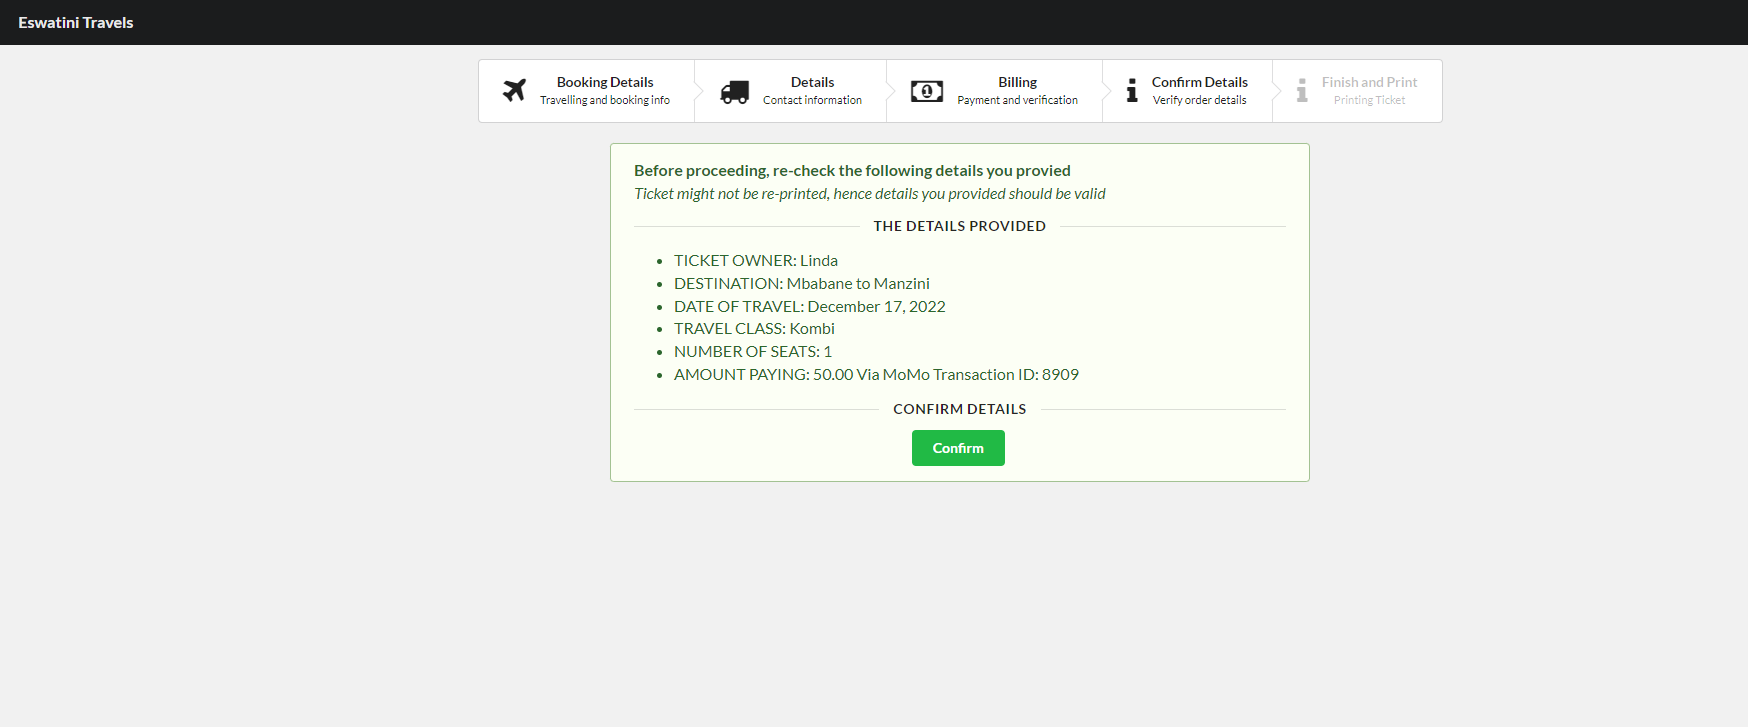 Eswatini Travels
Booking Details
Travelling and booking info
Details
Contact information
Billing
Payment and verification
Confirm Details
Verify order details
Finish and Print
Printing Ticket
Before proceeding, re-check the following details you provied
Ticket might not be re-printed, hence details you provided should be valid
THE DETAILS PROVIDED
TICKET OWNER: Linda
DESTINATION: Mbabane to Manzini
DATE OF TRAVEL: December 17, 2022
TRAVEL CLASS: Kombi
NUMBER OF SEATS: 1
AMOUNT PAYING: 50.00 Via MoMo Transaction ID: 8909
CONFIRM DETAILS
Confirm